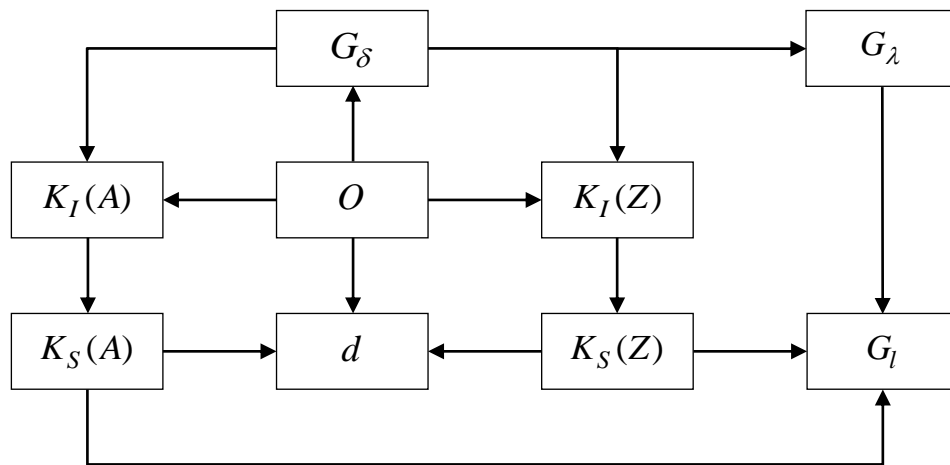 G_δ G_λ
K_I(A) O K_I(Z)
K_S(A) d K_S(Z) G_l